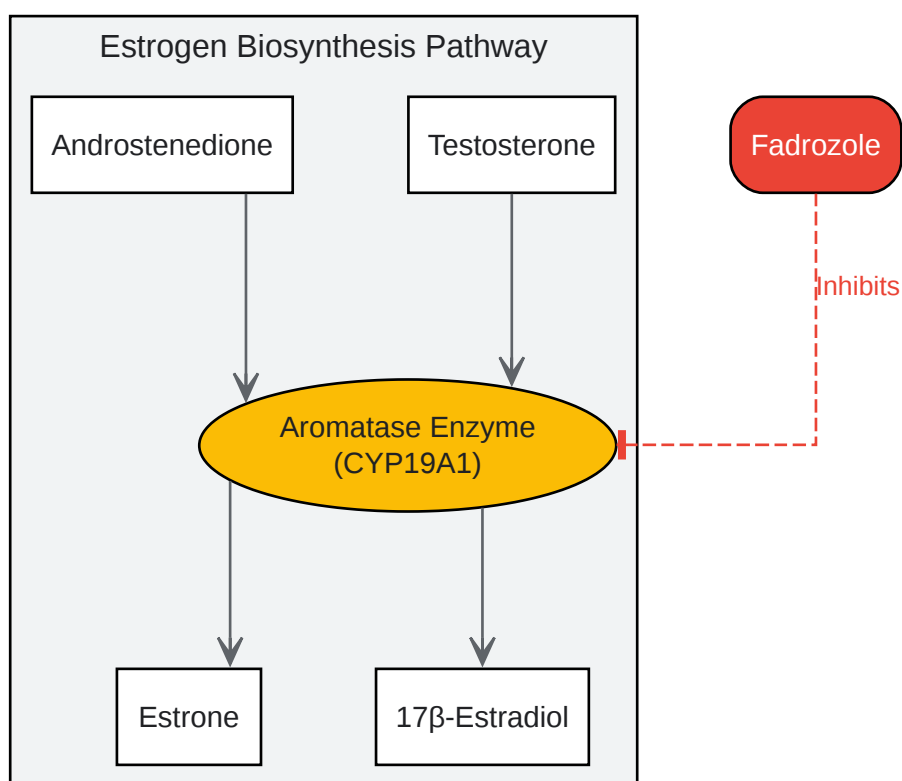 Estrogen Biosynthesis Pathway
Androstenedione
Testosterone
Fadrozole
Inhibits
Aromatase Enzyme
(CYP19A1)
Estrone
17β-Estradiol